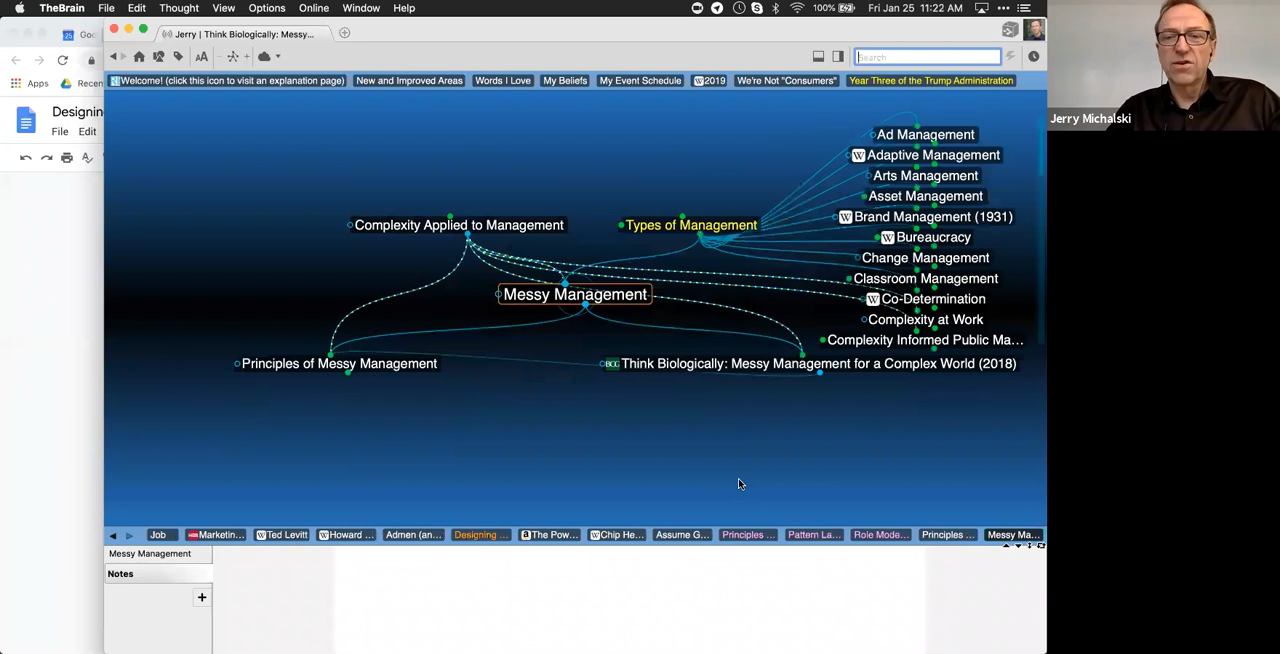 TheBrain File Edit Thought View Options Online Window Help 100% Fri Jan 25 11:22 AM
Jerry | Think Biologically: Messy...
Search
Goo
Apps Recen
Designing
File Edit
Welcome! (click this icon to visit an explanation page) New and Improved Areas Words I Love My Beliefs My Event Schedule W 2019 We're Not "Consumers" Year Three of the Trump Administration
Jerry Michalski
Ad Management
W Adaptive Management
Arts Management
Asset Management
W Brand Management (1931)
Complexity Applied to Management
Types of Management
W Bureaucracy
Change Management
Classroom Management
Messy Management
W Co-Determination
Complexity at Work
Complexity Informed Public Ma...
Principles of Messy Management
BCG Think Biologically: Messy Management for a Complex World (2018)
Job Marketin... W Ted Levitt W Howard ... Admen (an... Designing ... a The Pow... W Chip He... Assume G... Principles ... Pattern La... Role Mode... Principles ... Messy Ma...
Messy Management
Notes
+